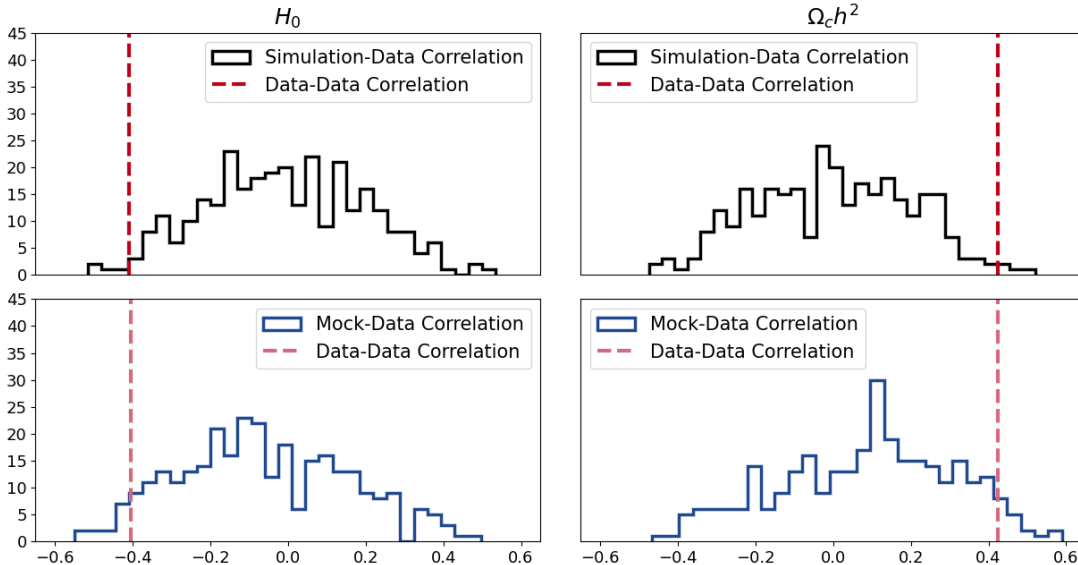 H₀
Ω_c h²
45
40
35
30
25
20
15
10
5
0
Simulation-Data Correlation
Data-Data Correlation
Simulation-Data Correlation
Data-Data Correlation
45
40
35
30
25
20
15
10
5
0
Mock-Data Correlation
Data-Data Correlation
Mock-Data Correlation
Data-Data Correlation
−0.6 −0.4 −0.2 0.0 0.2 0.4 0.6
−0.6 −0.4 −0.2 0.0 0.2 0.4 0.6